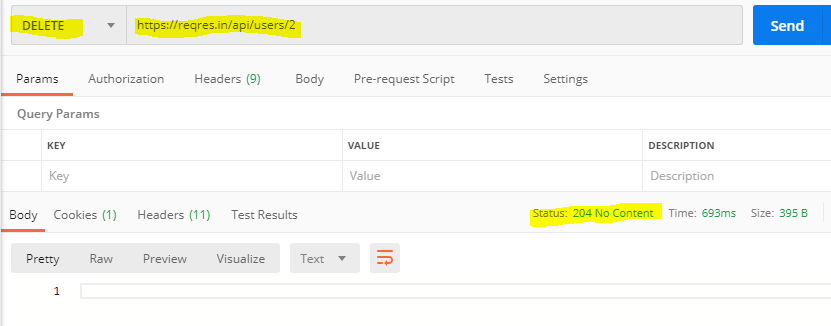 DELETE https://reqres.in/api/users/2 Send
Params Authorization Headers (9) Body Pre-request Script Tests Settings
Query Params
KEY VALUE DESCRIPTION
Key Value Description
Body Cookies (1) Headers (11) Test Results Status: 204 No Content Time: 693ms Size: 395 B
Pretty Raw Preview Visualize Text
1